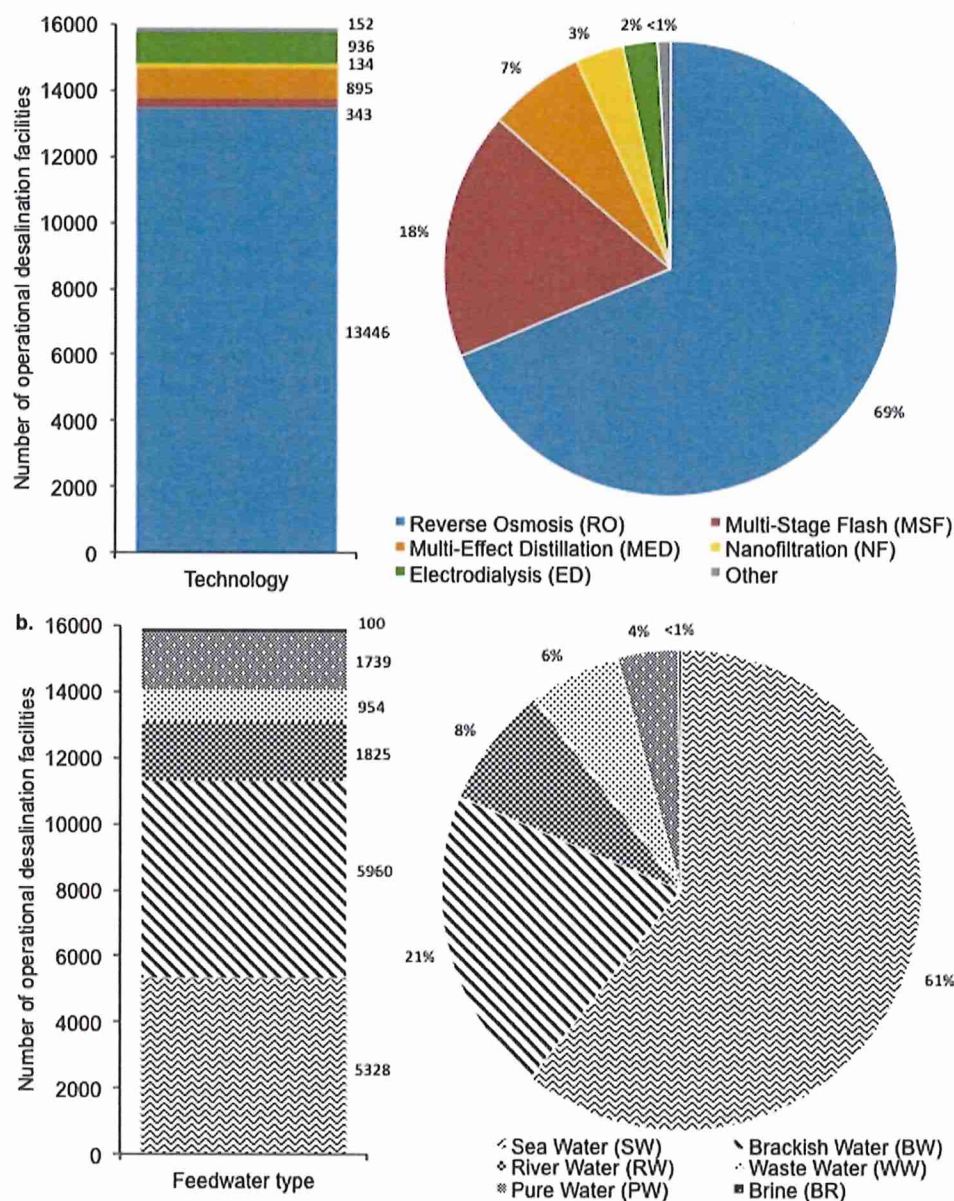 16000
14000
12000
10000
8000
6000
4000
2000
0
Number of operational desalination facilities
Technology
152
936
134
895
343
13446
<1%
2%
3%
7%
18%
69%
Reverse Osmosis (RO)
Multi-Stage Flash (MSF)
Multi-Effect Distillation (MED)
Nanofiltration (NF)
Electrodialysis (ED)
Other
b.
16000
14000
12000
10000
8000
6000
4000
2000
0
Number of operational desalination facilities
Feedwater type
100
1739
954
1825
5960
5328
<1%
4%
6%
8%
21%
61%
Sea Water (SW)
Brackish Water (BW)
River Water (RW)
Waste Water (WW)
Pure Water (PW)
Brine (BR)